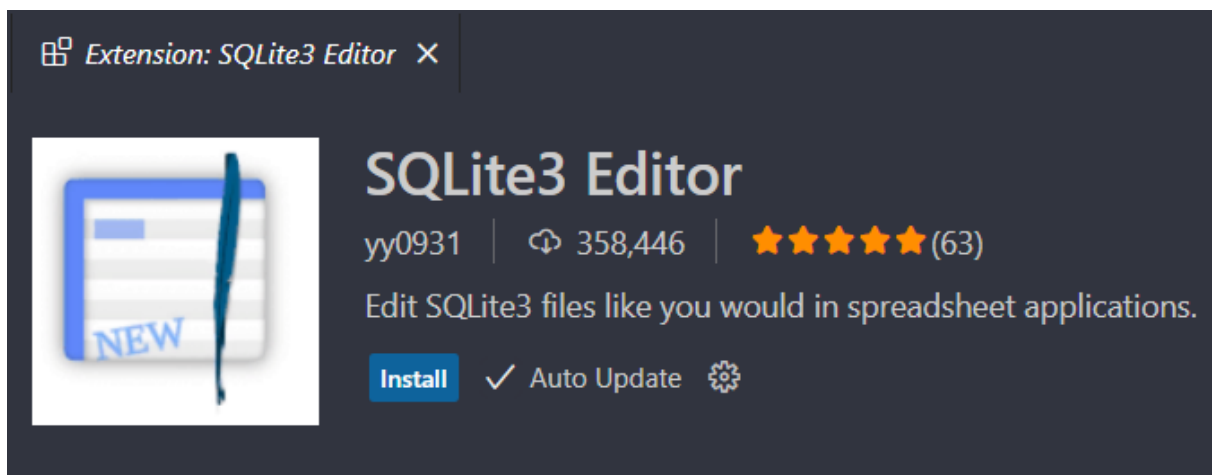 Extension: SQLite3 Editor
SQLite3 Editor
yy0931 358,446 (63)
Edit SQLite3 files like you would in spreadsheet applications.
NEW
Install Auto Update